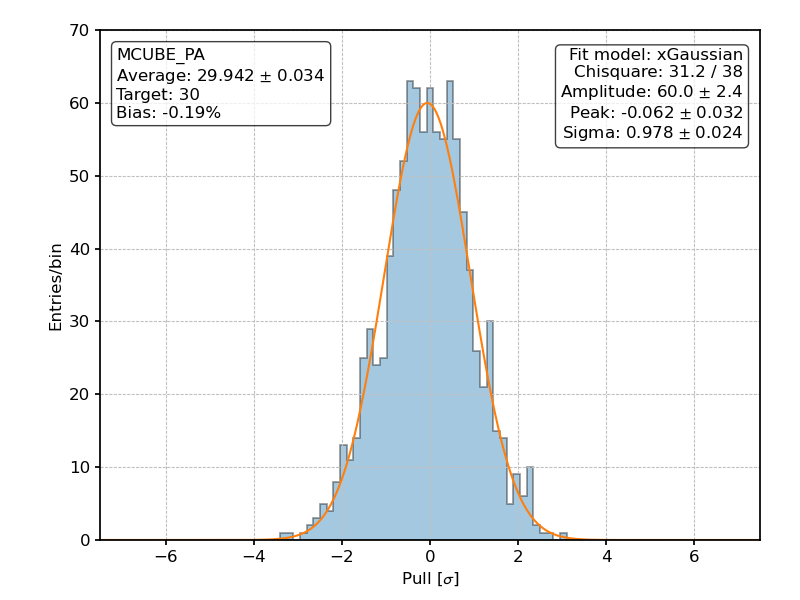 MCUBE_PA
Average: 29.942 ± 0.034
Target: 30
Bias: -0.19%
Fit model: xGaussian
Chisquare: 31.2 / 38
Amplitude: 60.0 ± 2.4
Peak: -0.062 ± 0.032
Sigma: 0.978 ± 0.024
Entries/bin
70
60
50
40
30
20
10
0
−6
−4
−2
0
2
4
6
Pull [σ]